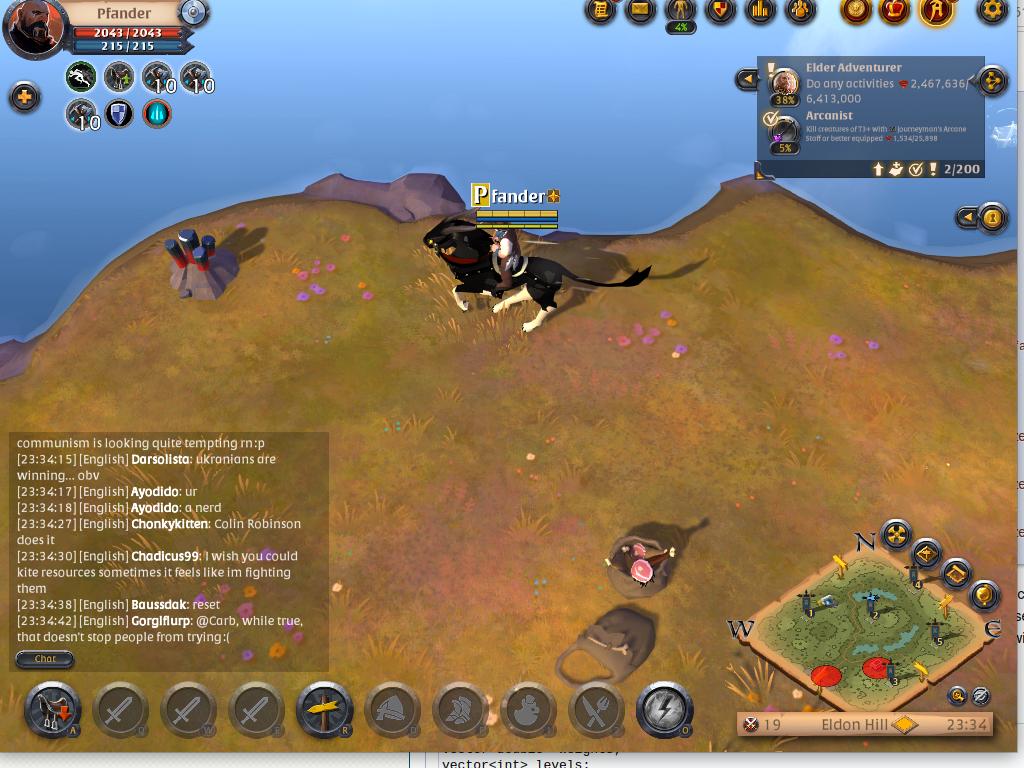 Pfander
2043 / 2043
215 / 215
10
10
10
4%
Elder Adventurer
Do any activities 2,467,636/
6,413,000
38%
Arcanist
Kill creatures of T3+ with Journeyman's Arcane
Staff or better equipped 1,534/25,898
5%
2/200
Pfander
communism is looking quite tempting rn:p
[23:34:15] [English] Darsolista: ukranians are
winning... obv
[23:34:17] [English] Ayodido: ur
[23:34:18] [English] Ayodido: a nerd
[23:34:27] [English] Chonkykitten: Colin Robinson
does it
[23:34:30] [English] Chadicus99: I wish you could
kite resources sometimes it feels like im fighting
them
[23:34:38] [English] Baussdak: reset
[23:34:42] [English] Gorglflurp: @Carb, while true,
that doesn't stop people from trying:(
Chat
A
Q
W
E
R
D
F
O
N
W
E
1
2
3
4
5
19
Eldon Hill
23:34
vector<int> levels;